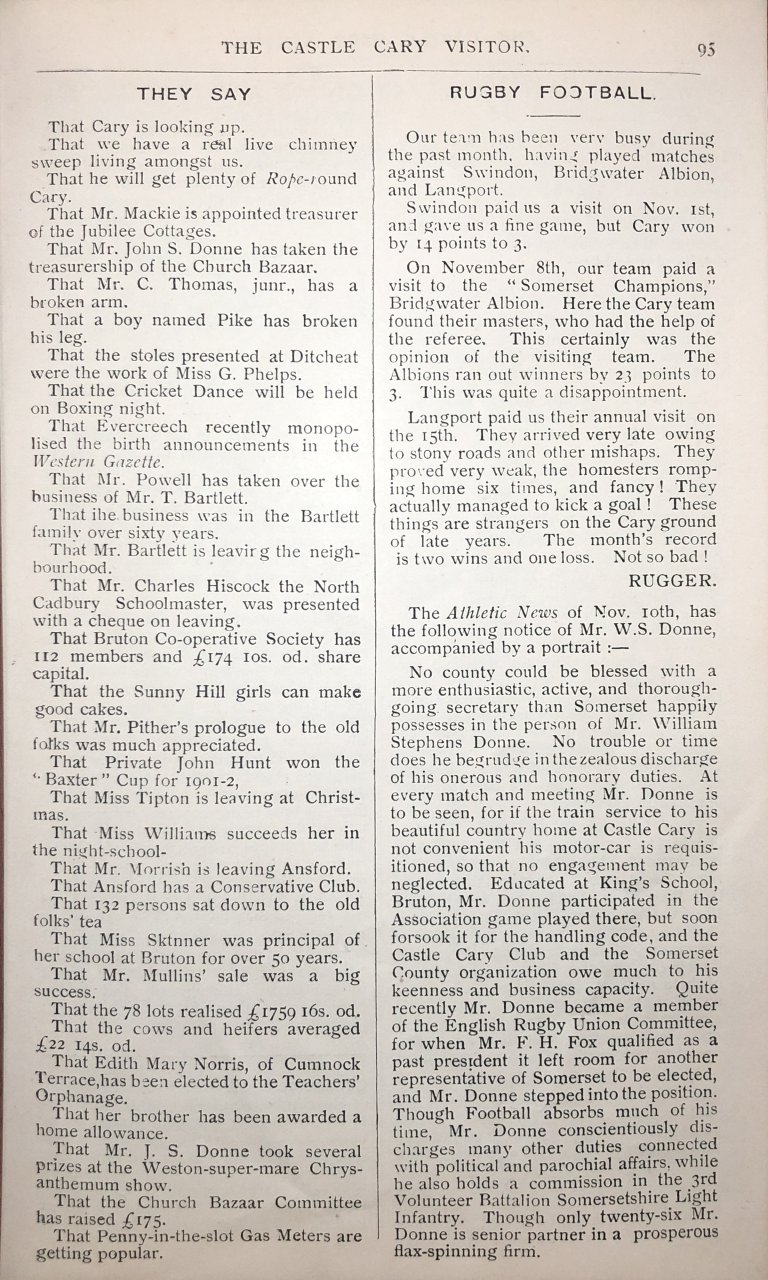 THE CASTLE CARY VISITOR.
95
THEY SAY
That Cary is looking up.
That we have a real live chimney
sweep living amongst us.
That he will get plenty of Rope-round
Cary.
That Mr. Mackie is appointed treasurer
of the Jubilee Cottages.
That Mr. John S. Donne has taken the
treasurership of the Church Bazaar.
That Mr. C. Thomas, junr., has a
broken arm.
That a boy named Pike has broken
his leg.
That the stoles presented at Ditcheat
were the work of Miss G. Phelps.
That the Cricket Dance will be held
on Boxing night.
That Evercreech recently monopo-
lised the birth announcements in the
Western Gazette.
That Mr. Powell has taken over the
business of Mr. T. Bartlett.
That ihe business was in the Bartlett
family over sixty years.
That Mr. Bartlett is leavir g the neigh-
bourhood.
That Mr. Charles Hiscock the North
Cadbury Schoolmaster, was presented
with a cheque on leaving.
That Bruton Co-operative Society has
112 members and £174 10s. od. share
capital.
That the Sunny Hill girls can make
good cakes.
That Mr. Pither's prologue to the old
folks was much appreciated.
That Private John Hunt won the
"Baxter" Cup for 1901-2,
That Miss Tipton is leaving at Christ-
mas.
That Miss Williams succeeds her in
the night-school-
That Mr. Morrish is leaving Ansford.
That Ansford has a Conservative Club.
That 132 persons sat down to the old
folks' tea
That Miss Sktnner was principal of
her school at Bruton for over 50 years.
That Mr. Mullins' sale was a big
success.
That the 78 lots realised £1759 16s. od.
That the cows and heifers averaged
£22 14s. od.
That Edith Mary Norris, of Cumnock
Terrace,has been elected to the Teachers'
Orphanage.
That her brother has been awarded a
home allowance.
That Mr. J. S. Donne took several
prizes at the Weston-super-mare Chrys-
anthemum show.
That the Church Bazaar Committee
has raised £175.
That Penny-in-the-slot Gas Meters are
getting popular.
RUGBY FOOTBALL.
Our team has been very busy during
the past month, having played matches
against Swindon, Bridgwater Albion,
and Langport.
Swindon paid us a visit on Nov. 1st,
and gave us a fine game, but Cary won
by 14 points to 3.
On November 8th, our team paid a
visit to the "Somerset Champions,"
Bridgwater Albion. Here the Cary team
found their masters, who had the help of
the referee. This certainly was the
opinion of the visiting team. The
Albions ran out winners by 23 points to
3. This was quite a disappointment.
Langport paid us their annual visit on
the 15th. They arrived very late owing
to stony roads and other mishaps. They
proved very weak, the homesters romp-
ing home six times, and fancy! They
actually managed to kick a goal! These
things are strangers on the Cary ground
of late years. The month's record
is two wins and one loss. Not so bad!
RUGGER.
The Athletic News of Nov. 10th, has
the following notice of Mr. W.S. Donne,
accompanied by a portrait :—
No county could be blessed with a
more enthusiastic, active, and thorough-
going secretary than Somerset happily
possesses in the person of Mr. William
Stephens Donne. No trouble or time
does he begrudge in the zealous discharge
of his onerous and honorary duties. At
every match and meeting Mr. Donne is
to be seen, for if the train service to his
beautiful country home at Castle Cary is
not convenient his motor-car is requis-
itioned, so that no engagement may be
neglected. Educated at King's School,
Bruton, Mr. Donne participated in the
Association game played there, but soon
forsook it for the handling code, and the
Castle Cary Club and the Somerset
County organization owe much to his
keenness and business capacity. Quite
recently Mr. Donne became a member
of the English Rugby Union Committee,
for when Mr. F. H. Fox qualified as a
past president it left room for another
representative of Somerset to be elected,
and Mr. Donne stepped into the position.
Though Football absorbs much of his
time, Mr. Donne conscientiously dis-
charges many other duties connected
with political and parochial affairs, while
he also holds a commission in the 3rd
Volunteer Battalion Somersetshire Light
Infantry. Though only twenty-six Mr.
Donne is senior partner in a prosperous
flax-spinning firm.